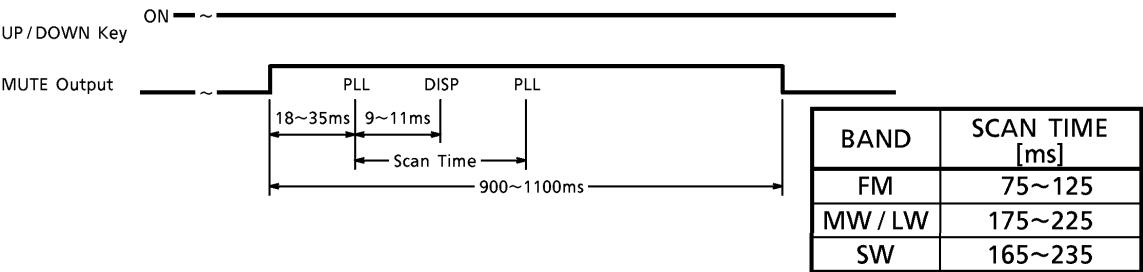 ON
UP/DOWN Key
MUTE Output
PLL DISP PLL
18~35ms 9~11ms
Scan Time
900~1100ms
BAND SCAN TIME
[ms]
FM 75~125
MW/LW 175~225
SW 165~235